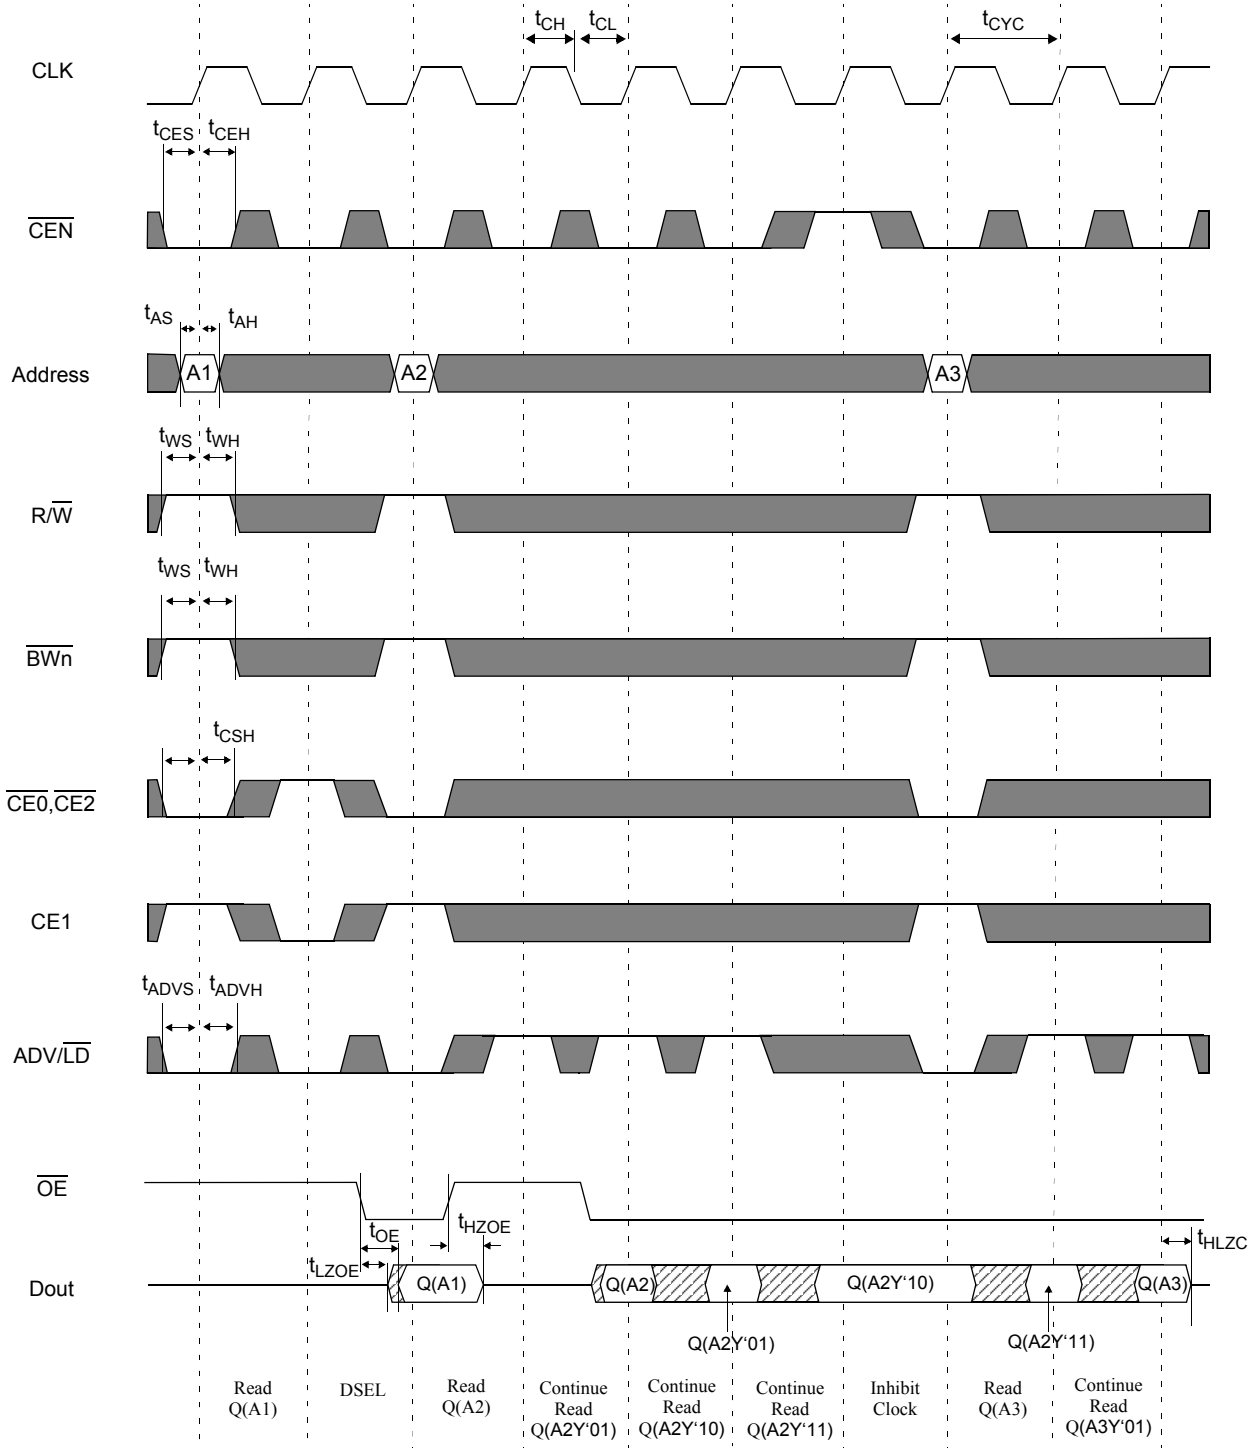 tCH tCL tCYC
CLK
tCES tCEH
CEN
tAS tAH
Address A1 A2 A3
tWS tWH
R/W
tWS tWH
BWn
tCSH
CE0,CE2
CE1
tADVS tADVH
ADV/LD
OE
tOE tHZOE
tLZOE tHLZC
Dout Q(A1) Q(A2) Q(A2Y‘10) Q(A3)
Q(A2Y‘01) Q(A2Y‘11)
Read
Q(A1)
DSEL
Read
Q(A2)
Continue
Read
Q(A2Y‘01)
Continue
Read
Q(A2Y‘10)
Continue
Read
Q(A2Y‘11)
Inhibit
Clock
Read
Q(A3)
Continue
Read
Q(A3Y‘01)